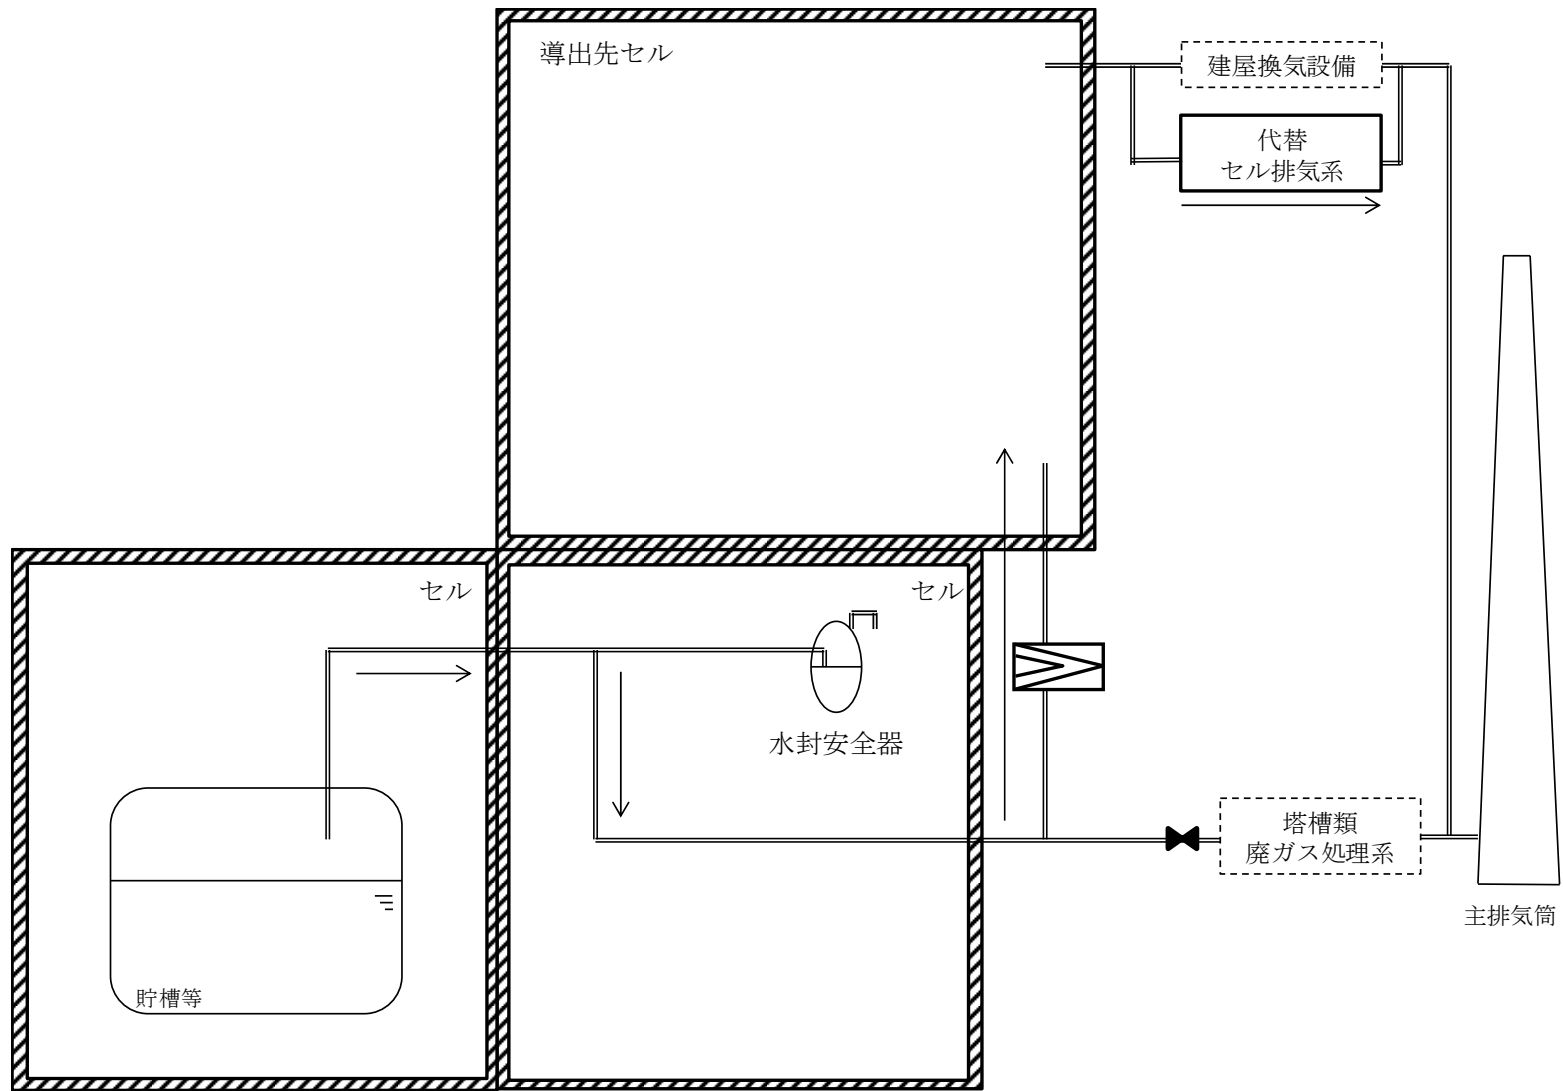 導出先セル
建屋換気設備
代替
セル排気系
セル
セル
水封安全器
塔槽類
廃ガス処理系
主排気筒
貯槽等